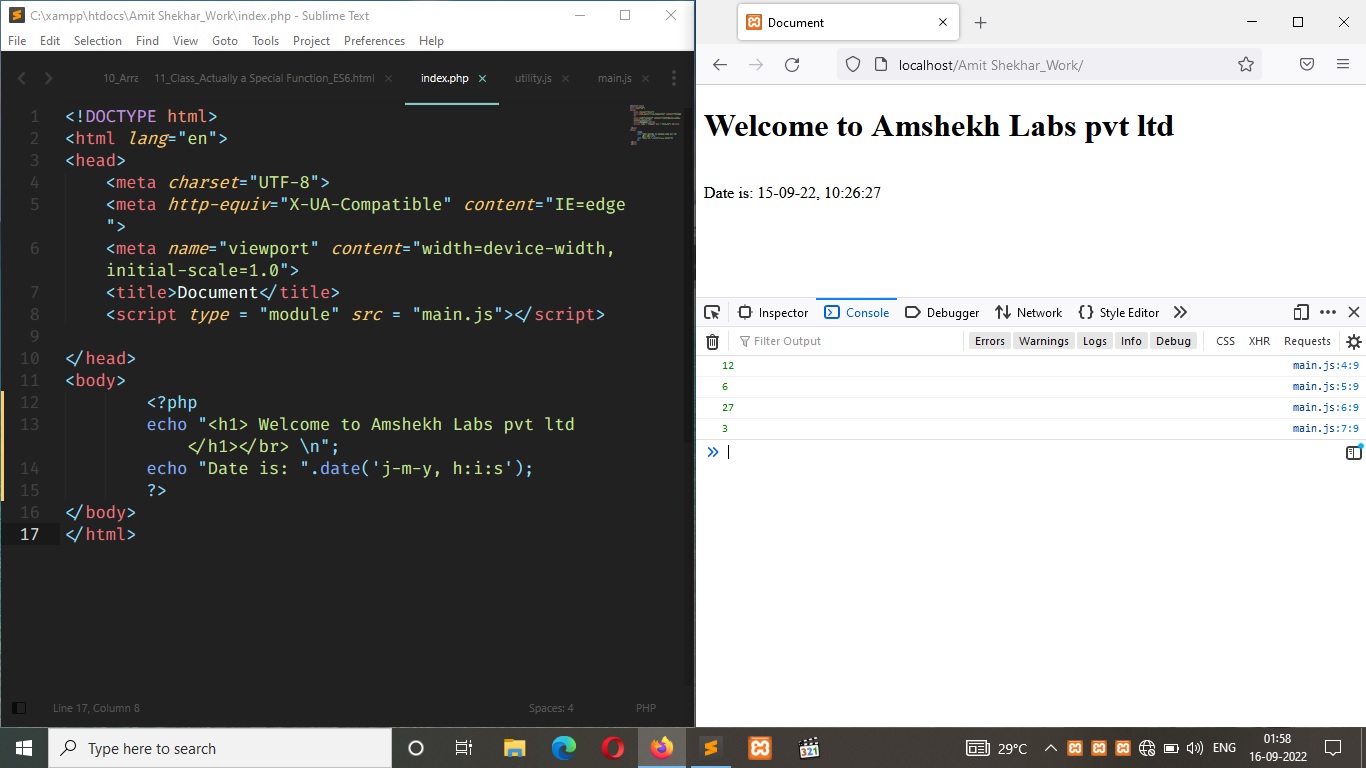 C:\xampp\htdocs\Amit Shekhar_Work\index.php - Sublime Text
File Edit Selection Find View Goto Tools Project Preferences Help
10_Arra 11_Class_Actually a Special Function_ES6.html index.php utility.js main.js
1 <!DOCTYPE html>
2 <html lang="en">
3 <head>
4 <meta charset="UTF-8">
5 <meta http-equiv="X-UA-Compatible" content="IE=edge
">
6 <meta name="viewport" content="width=device-width,
initial-scale=1.0">
7 <title>Document</title>
8 <script type = "module" src = "main.js"></script>
9
10 </head>
11 <body>
12 <?php
13 echo "<h1> Welcome to Amshekh Labs pvt ltd
</h1></br> \n";
14 echo "Date is: ".date('j-m-y, h:i:s');
15 ?>
16 </body>
17 </html>
Line 17, Column 8 Spaces: 4 PHP
Document
localhost/Amit Shekhar_Work/
Welcome to Amshekh Labs pvt ltd
Date is: 15-09-22, 10:26:27
Inspector Console Debugger Network Style Editor
Filter Output Errors Warnings Logs Info Debug CSS XHR Requests
12 main.js:4:9
6 main.js:5:9
27 main.js:6:9
3 main.js:7:9
Type here to search 321 29°C ENG 01:58
16-09-2022